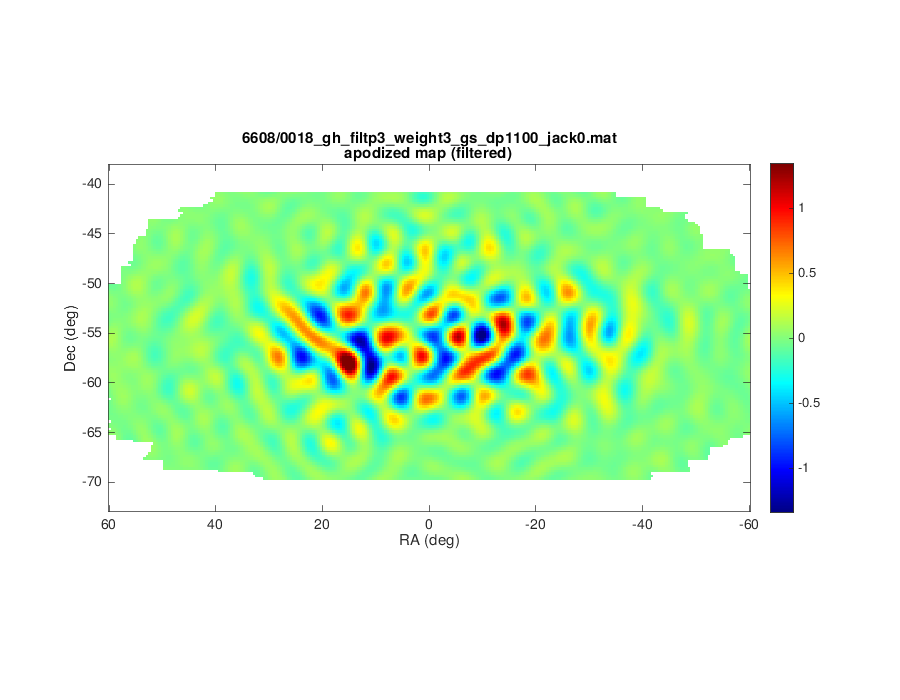 6608/0018_gh_filtp3_weight3_gs_dp1100_jack0.mat
apodized map (filtered)
-40
-45
-50
-55
-60
-65
-70
Dec (deg)
60 40 20 0 -20 -40 -60
RA (deg)
1
0.5
0
-0.5
-1